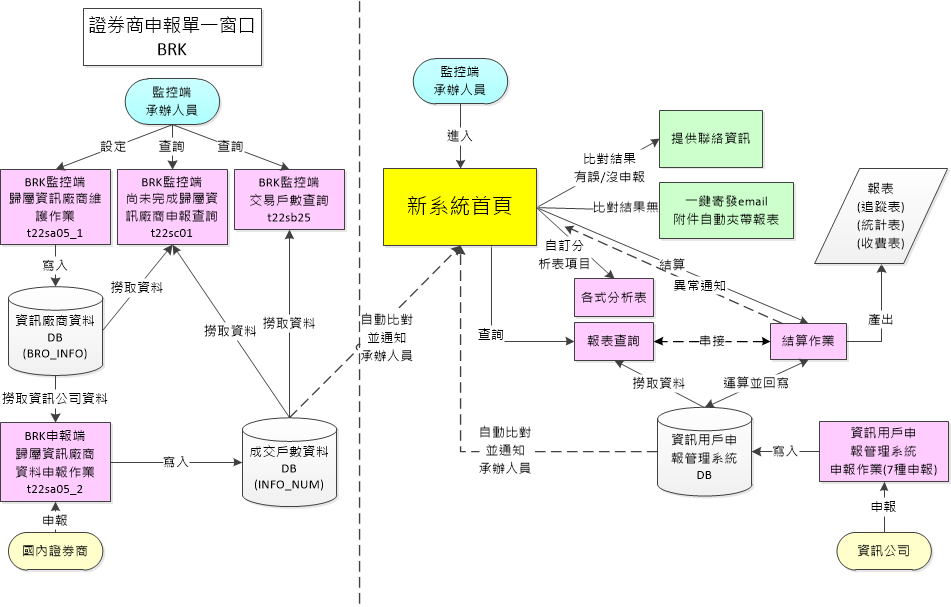 證券商申報單一窗口
BRK
監控端
承辦人員
設定
查詢
查詢
BRK監控端
歸屬資訊廠商維
護作業
t22sa05_1
BRK監控端
尚未完成歸屬資
訊廠商申報查詢
t22sc01
BRK監控端
交易戶數查詢
t22sb25
寫入
撈取資料
資訊廠商資料
DB
(BRO_INFO)
撈取資料
撈取資料
撈取資訊公司資料
BRK申報端
歸屬資訊廠商
資料申報作業
t22sa05_2
寫入
成交戶數資料
DB
(INFO_NUM)
申報
國內證券商
自動比對
並通知
承辦人員
監控端
承辦人員
進入
新系統首頁
比對結果
有誤/沒申報
提供聯絡資訊
比對結果無
一鍵寄發email
附件自動夾帶報表
自訂分
析表項目
各式分析表
結算
異常通知
報表
(追蹤表)
(統計表)
(收費表)
產出
查詢
報表查詢
串接
結算作業
撈取資料
運算並回寫
自動比對
並通知
承辦人員
資訊用戶申
報管理系統
DB
寫入
資訊用戶申
報管理系統
申報作業(7種申報)
申報
資訊公司